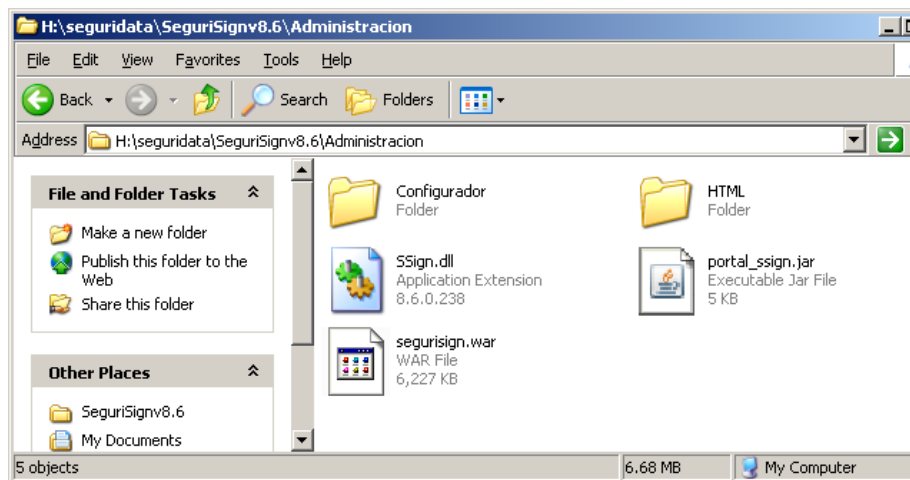 H:\seguridata\SeguriSignv8.6\Administracion
File Edit View Favorites Tools Help
Back Search Folders
Address H:\seguridata\SeguriSignv8.6\Administracion
File and Folder Tasks
Make a new folder
Publish this folder to the
Web
Share this folder
Other Places
SeguriSignv8.6
My Documents
Configurador
Folder
HTML
Folder
SSign.dll
Application Extension
8.6.0.238
portal_ssign.jar
Executable Jar File
5 KB
segurisign.war
WAR File
6,227 KB
5 objects 6.68 MB My Computer